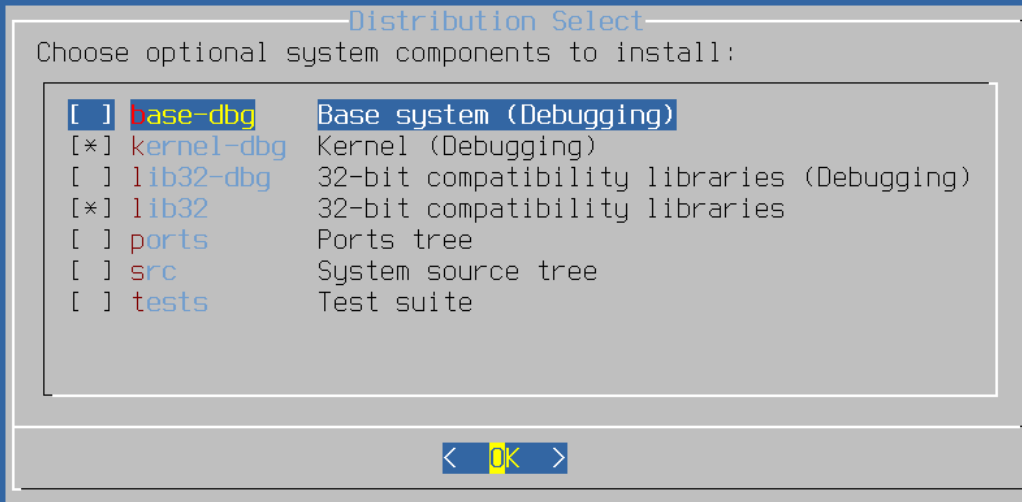 Distribution Select
Choose optional system components to install:
[ ] base-dbg Base system (Debugging)
[*] kernel-dbg Kernel (Debugging)
[ ] lib32-dbg 32-bit compatibility libraries (Debugging)
[*] lib32 32-bit compatibility libraries
[ ] ports Ports tree
[ ] src System source tree
[ ] tests Test suite
< OK >